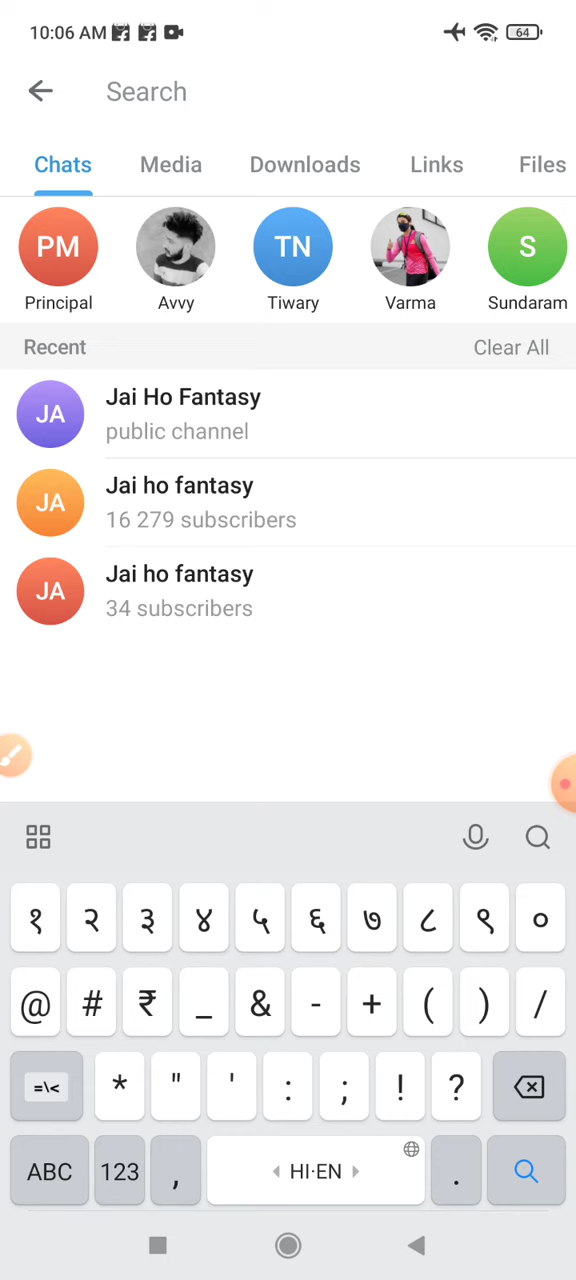 10:06 AM 64
Search
Chats Media Downloads Links Files
PM TN S
Principal Avvy Tiwary Varma Sundaram
Recent Clear All
JA Jai Ho Fantasy
public channel
JA Jai ho fantasy
16 279 subscribers
JA Jai ho fantasy
34 subscribers
१ २ ३ ४ ५ ६ ७ ८ ९ ०
@ # ₹ _ & - + ( ) /
=\< * " ' : ; ! ?
ABC 123 , HI·EN .